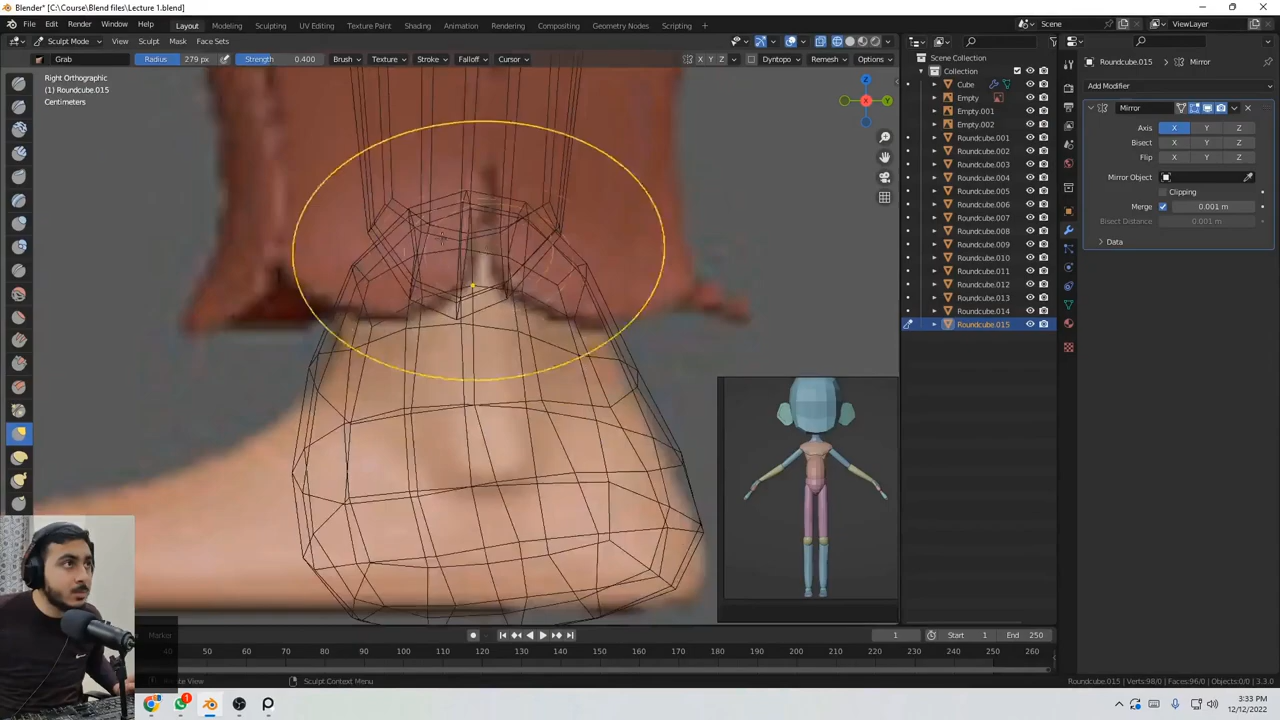 Blender* [C:\Course\Blend files\Lecture 1.blend]
File Edit Render Window Help Layout Modeling Sculpting UV Editing Texture Paint Shading Animation Rendering Compositing Geometry Nodes Scripting + Scene ViewLayer
Sculpt Mode View Sculpt Mask Face Sets
Grab Radius 279 px Strength 0.400 Brush Texture Stroke Falloff Cursor X Y Z Dyntopo Remesh Options
Right Orthographic
(1) Roundcube.015
Centimeters
Z
Y
X
Scene Collection
Collection
Cube
Empty
Empty.001
Empty.002
Roundcube.001
Roundcube.002
Roundcube.003
Roundcube.004
Roundcube.005
Roundcube.006
Roundcube.007
Roundcube.008
Roundcube.009
Roundcube.010
Roundcube.011
Roundcube.012
Roundcube.013
Roundcube.014
Roundcube.015
Roundcube.015 > Mirror
Add Modifier
Mirror
Axis X Y Z
Bisect X Y Z
Flip X Y Z
Mirror Object
Clipping
Merge 0.001 m
Bisect Distance 0.001 m
Data
Marker
1 Start 1 End 250
40 50 60 70 80 90 100 110 120 130 140 150 160 170 180 190 200 210 220 230 240 250
Rotate View Sculpt Context Menu Roundcube.015 | Verts:98/0 | Faces:96/0 | Objects:0/0 | 3.3.0
1
3:33 PM
12/12/2022